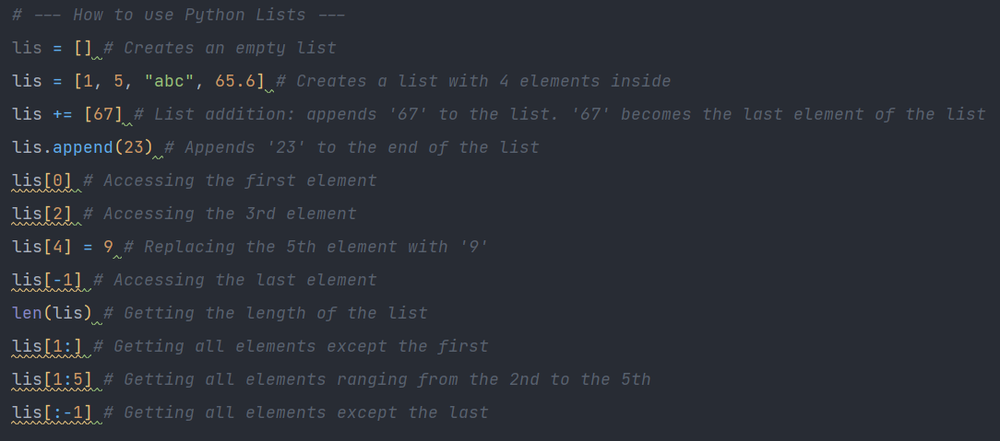 # --- How to use Python Lists ---
lis = [] # Creates an empty list
lis = [1, 5, "abc", 65.6] # Creates a list with 4 elements inside
lis += [67] # List addition: appends '67' to the list. '67' becomes the last element of the list
lis.append(23) # Appends '23' to the end of the list
lis[0] # Accessing the first element
lis[2] # Accessing the 3rd element
lis[4] = 9 # Replacing the 5th element with '9'
lis[-1] # Accessing the last element
len(lis) # Getting the length of the list
lis[1:] # Getting all elements except the first
lis[1:5] # Getting all elements ranging from the 2nd to the 5th
lis[:-1] # Getting all elements except the last